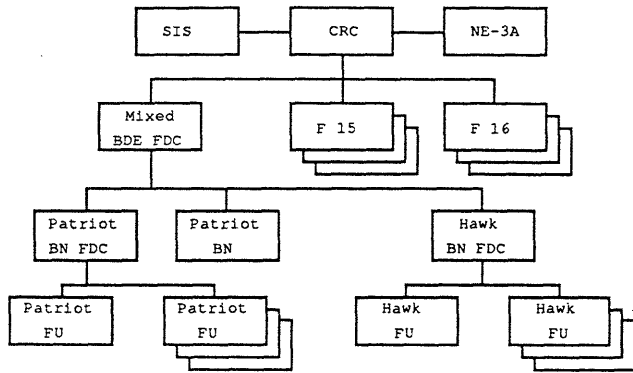 SIS
CRC
NE-3A
Mixed
BDE FDC
F 15
F 16
Patriot
BN FDC
Patriot
BN
Hawk
BN FDC
Patriot
FU
Patriot
FU
Hawk
FU
Hawk
FU